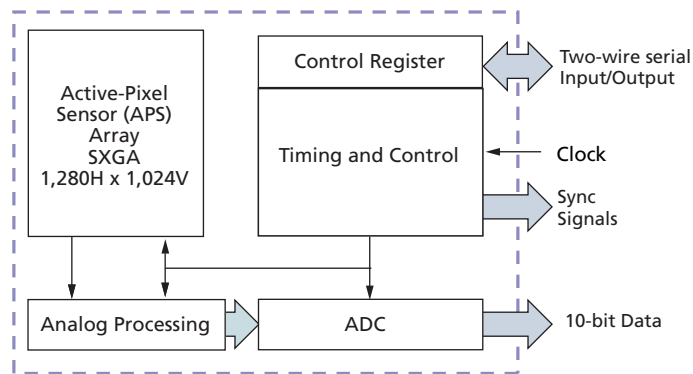 Active-Pixel
Sensor (APS)
Array
SXGA
1,280H x 1,024V
Control Register
Timing and Control
Two-wire serial
Input/Output
Clock
Sync
Signals
Analog Processing
ADC
10-bit Data